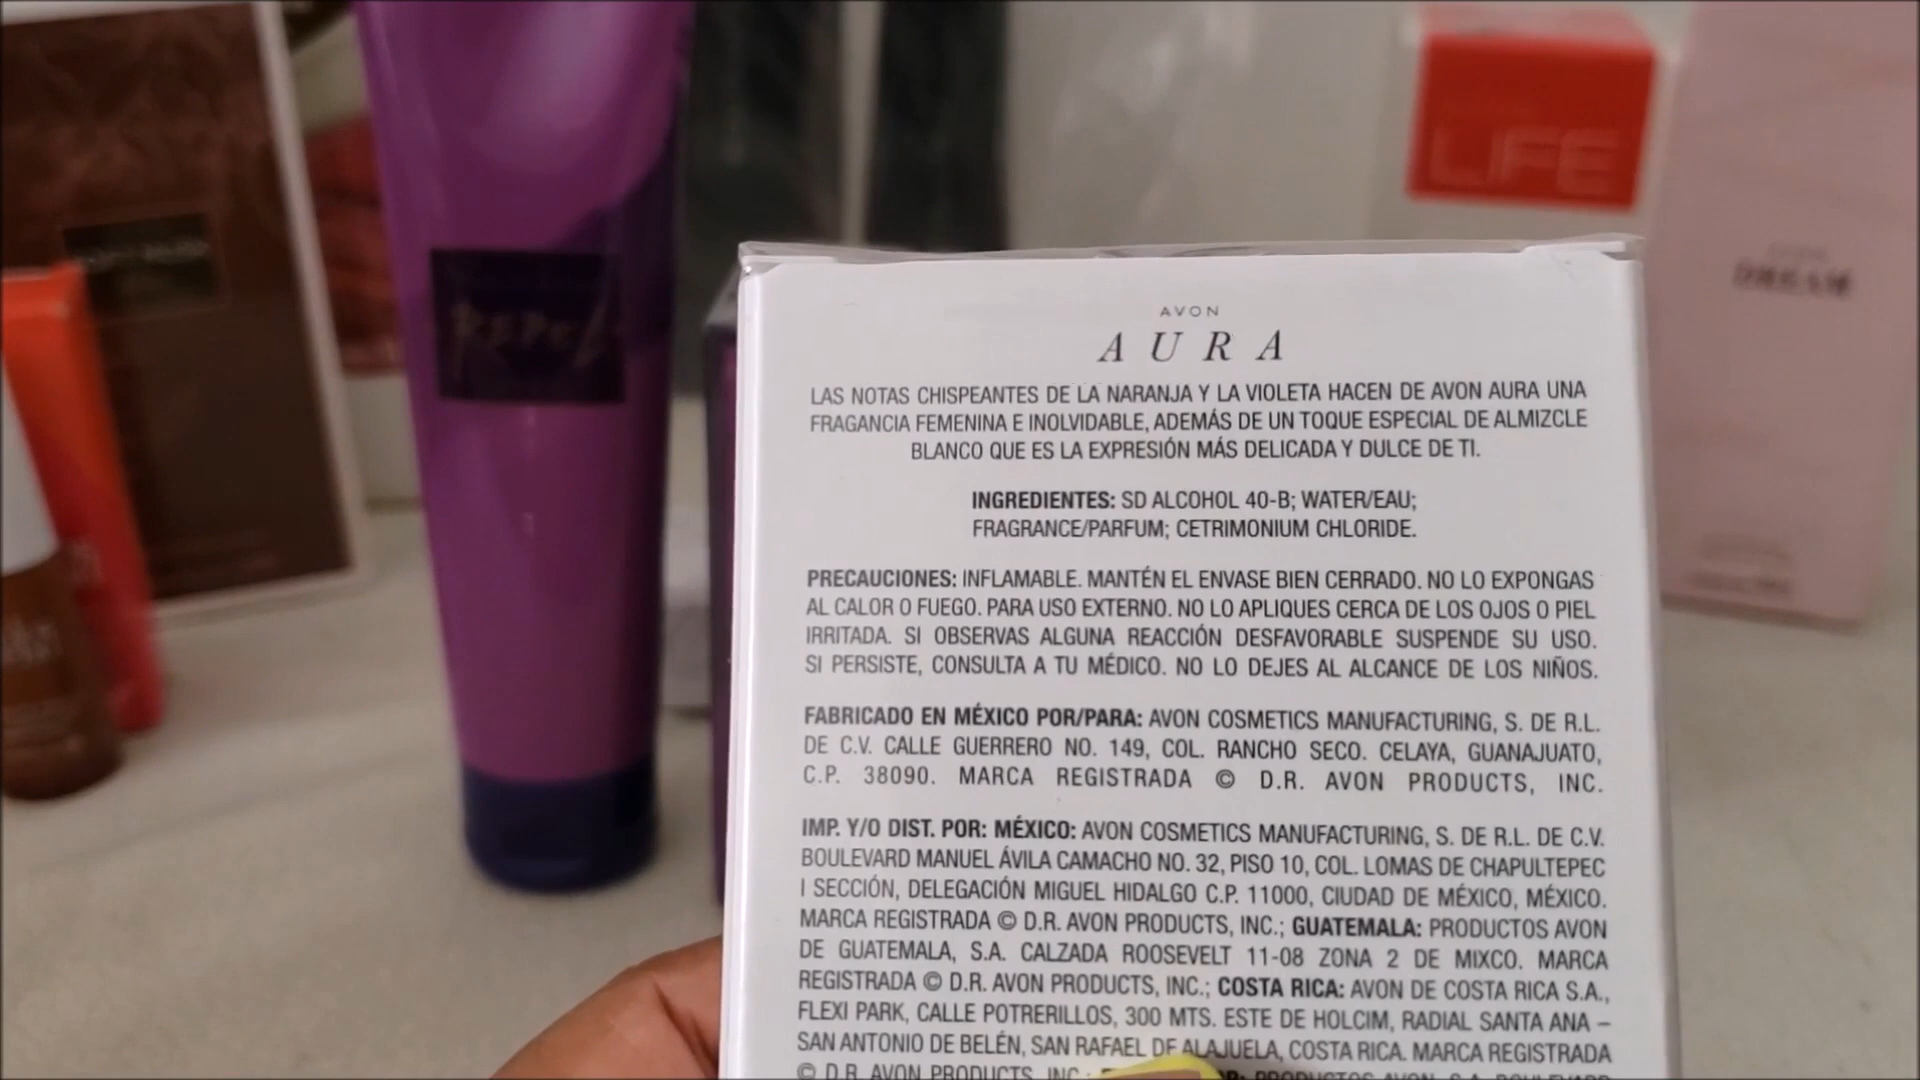 LIFE
DREAM
REPEL
AVON
AURA
LAS NOTAS CHISPEANTES DE LA NARANJA Y LA VIOLETA HACEN DE AVON AURA UNA
FRAGANCIA FEMENINA E INOLVIDABLE, ADEMÁS DE UN TOQUE ESPECIAL DE ALMIZCLE
BLANCO QUE ES LA EXPRESIÓN MÁS DELICADA Y DULCE DE TI.
INGREDIENTES: SD ALCOHOL 40-B; WATER/EAU;
FRAGRANCE/PARFUM; CETRIMONIUM CHLORIDE.
PRECAUCIONES: INFLAMABLE. MANTÉN EL ENVASE BIEN CERRADO. NO LO EXPONGAS
AL CALOR O FUEGO. PARA USO EXTERNO. NO LO APLIQUES CERCA DE LOS OJOS O PIEL
IRRITADA. SI OBSERVAS ALGUNA REACCIÓN DESFAVORABLE SUSPENDE SU USO.
SI PERSISTE, CONSULTA A TU MÉDICO. NO LO DEJES AL ALCANCE DE LOS NIÑOS.
FABRICADO EN MÉXICO POR/PARA: AVON COSMETICS MANUFACTURING, S. DE R.L.
DE C.V. CALLE GUERRERO NO. 149, COL. RANCHO SECO. CELAYA, GUANAJUATO,
C.P. 38090. MARCA REGISTRADA © D.R. AVON PRODUCTS, INC.
IMP. Y/O DIST. POR: MÉXICO: AVON COSMETICS MANUFACTURING, S. DE R.L. DE C.V.
BOULEVARD MANUEL ÁVILA CAMACHO NO. 32, PISO 10, COL. LOMAS DE CHAPULTEPEC
I SECCIÓN, DELEGACIÓN MIGUEL HIDALGO C.P. 11000, CIUDAD DE MÉXICO, MÉXICO.
MARCA REGISTRADA © D.R. AVON PRODUCTS, INC.; GUATEMALA: PRODUCTOS AVON
DE GUATEMALA, S.A. CALZADA ROOSEVELT 11-08 ZONA 2 DE MIXCO. MARCA
REGISTRADA © D.R. AVON PRODUCTS, INC.; COSTA RICA: AVON DE COSTA RICA S.A.,
FLEXI PARK, CALLE POTRERILLOS, 300 MTS. ESTE DE HOLCIM, RADIAL SANTA ANA –
SAN ANTONIO DE BELÉN, SAN RAFAEL DE ALAJUELA, COSTA RICA. MARCA REGISTRADA
© D.R. AVON PRODUCTS, INC.; PRODUCTOS AVON, S.A. BOULEVARD